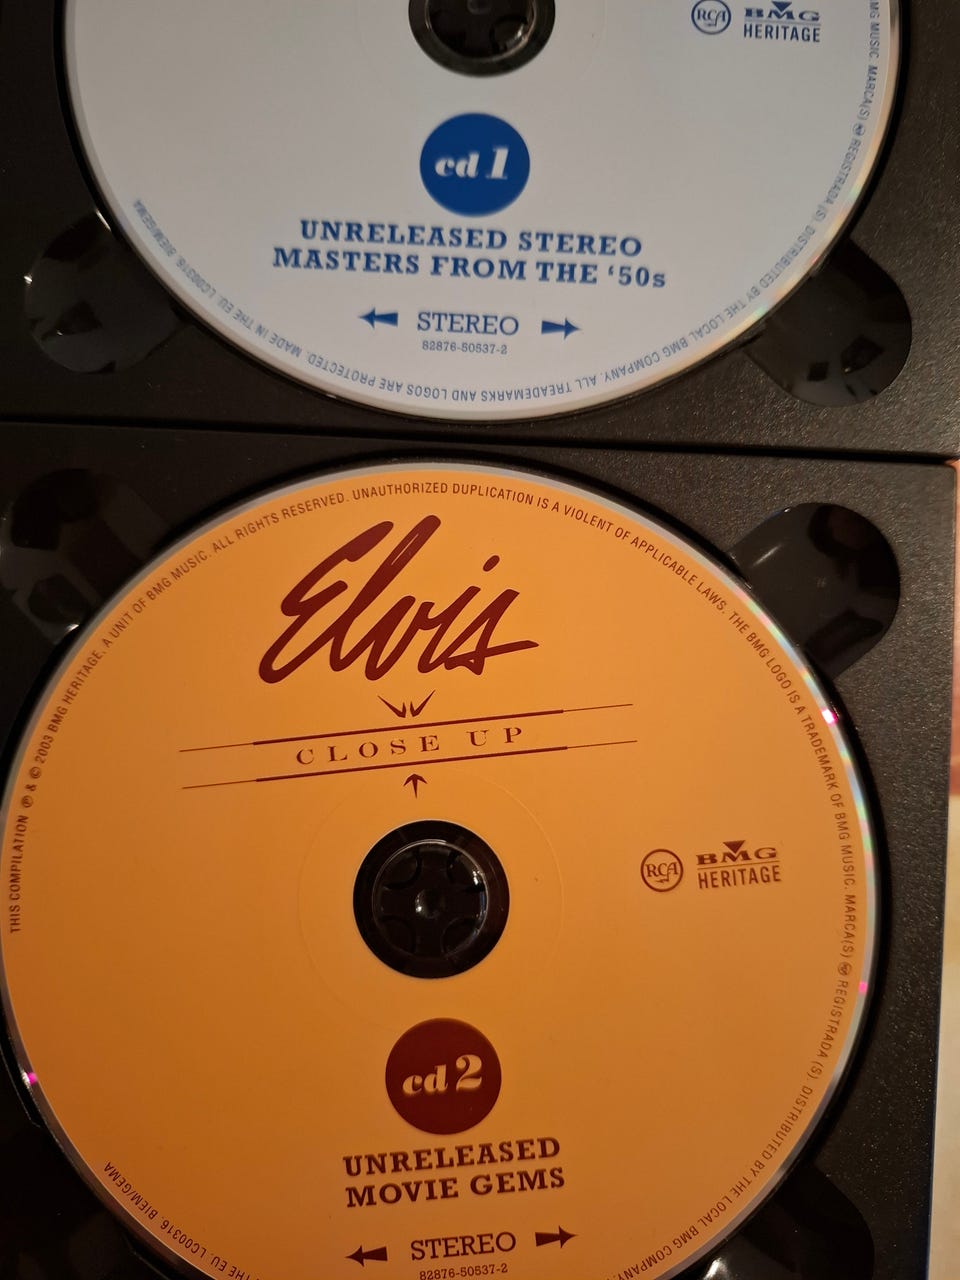 RCA
BMG
HERITAGE
cd 1
UNRELEASED STEREO
MASTERS FROM THE ‘50s
STEREO
82876-50537-2
BMG MUSIC. MARCA(S) ® REGISTRADA (S). DISTRIBUTED BY THE LOCAL BMG COMPANY. ALL TREADEMARKS AND LOGOS ARE PROTECTED. MADE IN THE EU. LC00316. BIEM/GEMA
THIS COMPILATION ℗ & © 2003 BMG HERITAGE, A UNIT OF BMG MUSIC. ALL RIGHTS RESERVED. UNAUTHORIZED DUPLICATION IS A VIOLENT OF APPLICABLE LAWS. THE BMG LOGO IS A TRADEMARK OF BMG MUSIC. MARCA(S) ® REGISTRADA (S). DISTRIBUTED BY THE LOCAL BMG COMPANY.
Elvis
CLOSE UP
RCA
BMG
HERITAGE
cd 2
UNRELEASED
MOVIE GEMS
STEREO
82876-50537-2
THE EU. LC00316. BIEM/GEMA